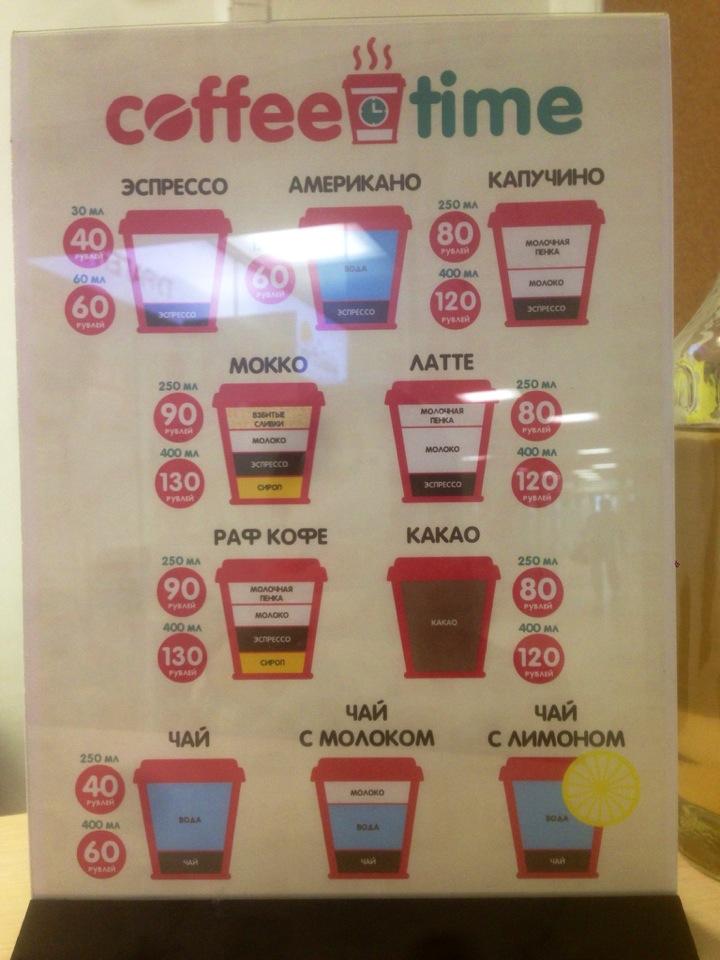 coffee time
ЭСПРЕССО
30 МЛ
40
РУБЛЕЙ
60 МЛ
60
РУБЛЕЙ
ЭСПРЕССО
АМЕРИКАНО
60
РУБЛЕЙ
ВОДА
ЭСПРЕССО
КАПУЧИНО
250 МЛ
80
РУБЛЕЙ
400 МЛ
120
РУБЛЕЙ
МОЛОЧНАЯ
ПЕНКА
МОЛОКО
ЭСПРЕССО
МОККО
250 МЛ
90
РУБЛЕЙ
400 МЛ
130
РУБЛЕЙ
ВЗБИТЫЕ
СЛИВКИ
МОЛОКО
ЭСПРЕССО
СИРОП
ЛАТТЕ
МОЛОЧНАЯ
ПЕНКА
МОЛОКО
ЭСПРЕССО
250 МЛ
80
РУБЛЕЙ
400 МЛ
120
РУБЛЕЙ
РАФ КОФЕ
250 МЛ
90
РУБЛЕЙ
400 МЛ
130
РУБЛЕЙ
МОЛОЧНАЯ
ПЕНКА
МОЛОКО
ЭСПРЕССО
СИРОП
КАКАО
КАКАО
250 МЛ
80
РУБЛЕЙ
400 МЛ
120
РУБЛЕЙ
ЧАЙ
250 МЛ
40
РУБЛЕЙ
400 МЛ
60
РУБЛЕЙ
ВОДА
ЧАЙ
ЧАЙ
С МОЛОКОМ
МОЛОКО
ВОДА
ЧАЙ
ЧАЙ
С ЛИМОНОМ
ВОДА
ЧАЙ